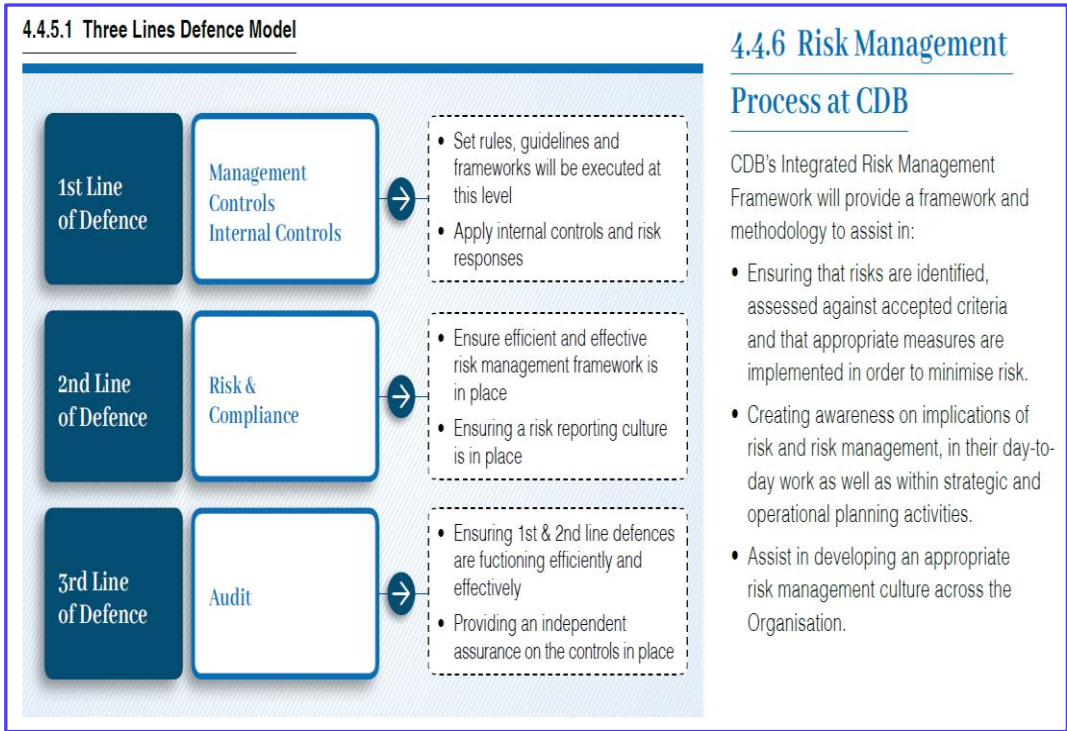 4.4.5.1 Three Lines Defence Model
1st Line
of Defence
Management
Controls
Internal Controls
• Set rules, guidelines and
frameworks will be executed at
this level
• Apply internal controls and risk
responses
2nd Line
of Defence
Risk &
Compliance
• Ensure efficient and effective
risk management framework is
in place
• Ensuring a risk reporting culture
is in place
3rd Line
of Defence
Audit
• Ensuring 1st & 2nd line defences
are fuctioning efficiently and
effectively
• Providing an independent
assurance on the controls in place
4.4.6 Risk Management
Process at CDB
CDB's Integrated Risk Management
Framework will provide a framework and
methodology to assist in:
• Ensuring that risks are identified,
assessed against accepted criteria
and that appropriate measures are
implemented in order to minimise risk.
• Creating awareness on implications of
risk and risk management, in their day-to-
day work as well as within strategic and
operational planning activities.
• Assist in developing an appropriate
risk management culture across the
Organisation.